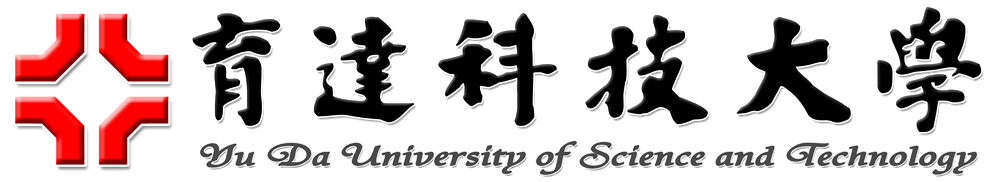 育達科技大學
Yu Da University of Science and Technology